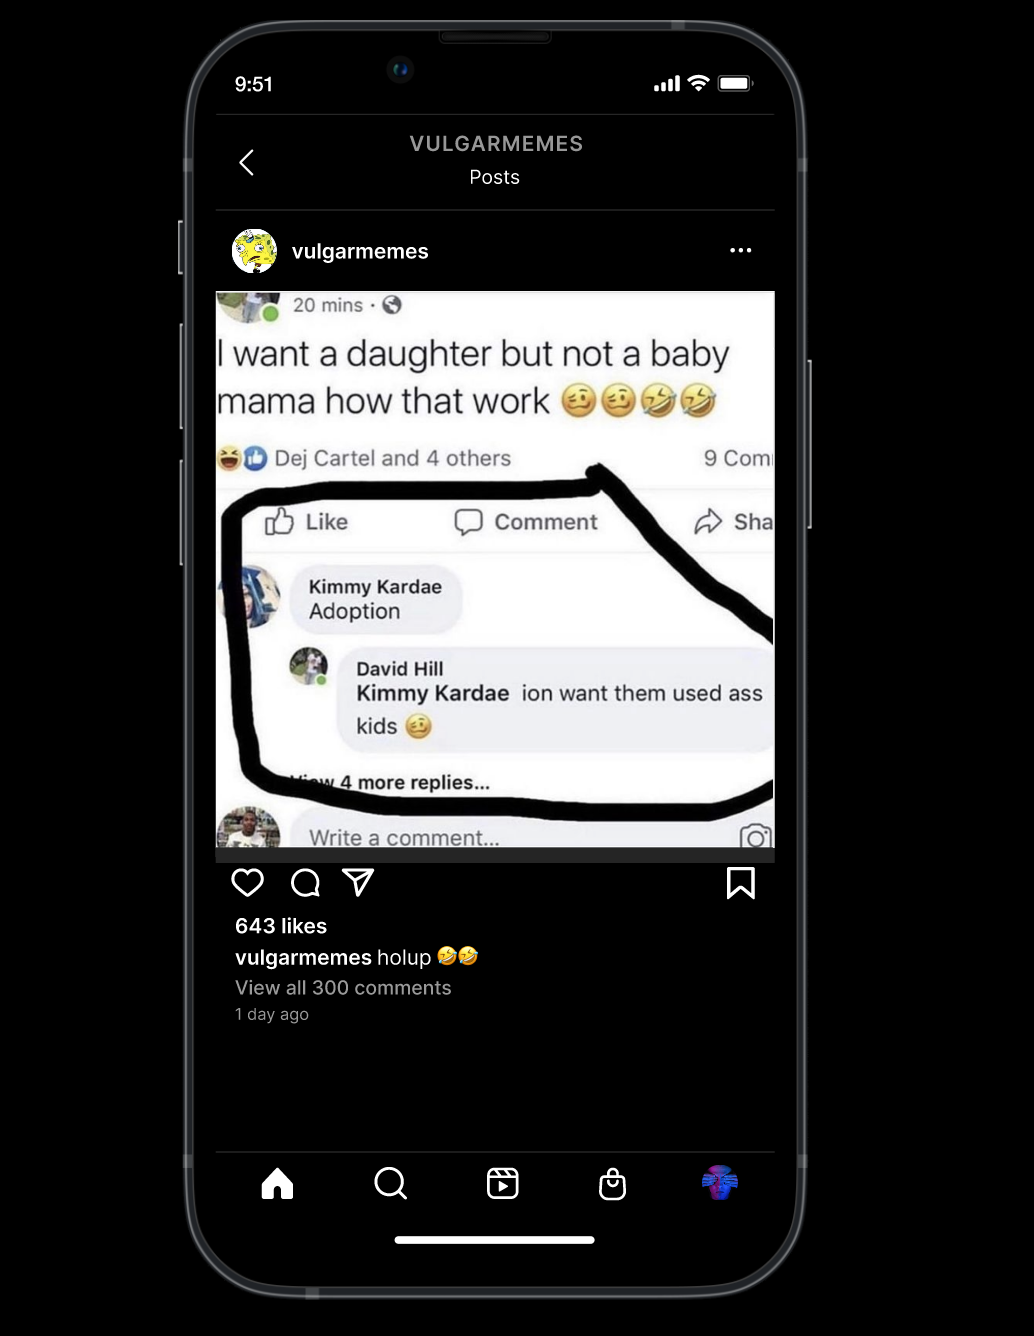 9:51
VULGARMEMES
Posts
vulgarmemes
20 mins ·
I want a daughter but not a baby
mama how that work 🥴🥴🤣🤣
Dej Cartel and 4 others 9 Com
Like Comment Sha
Kimmy Kardae
Adoption
David Hill
Kimmy Kardae ion want them used ass
kids 🥴
View 4 more replies...
Write a comment...
643 likes
vulgarmemes holup 🤣🤣
View all 300 comments
1 day ago